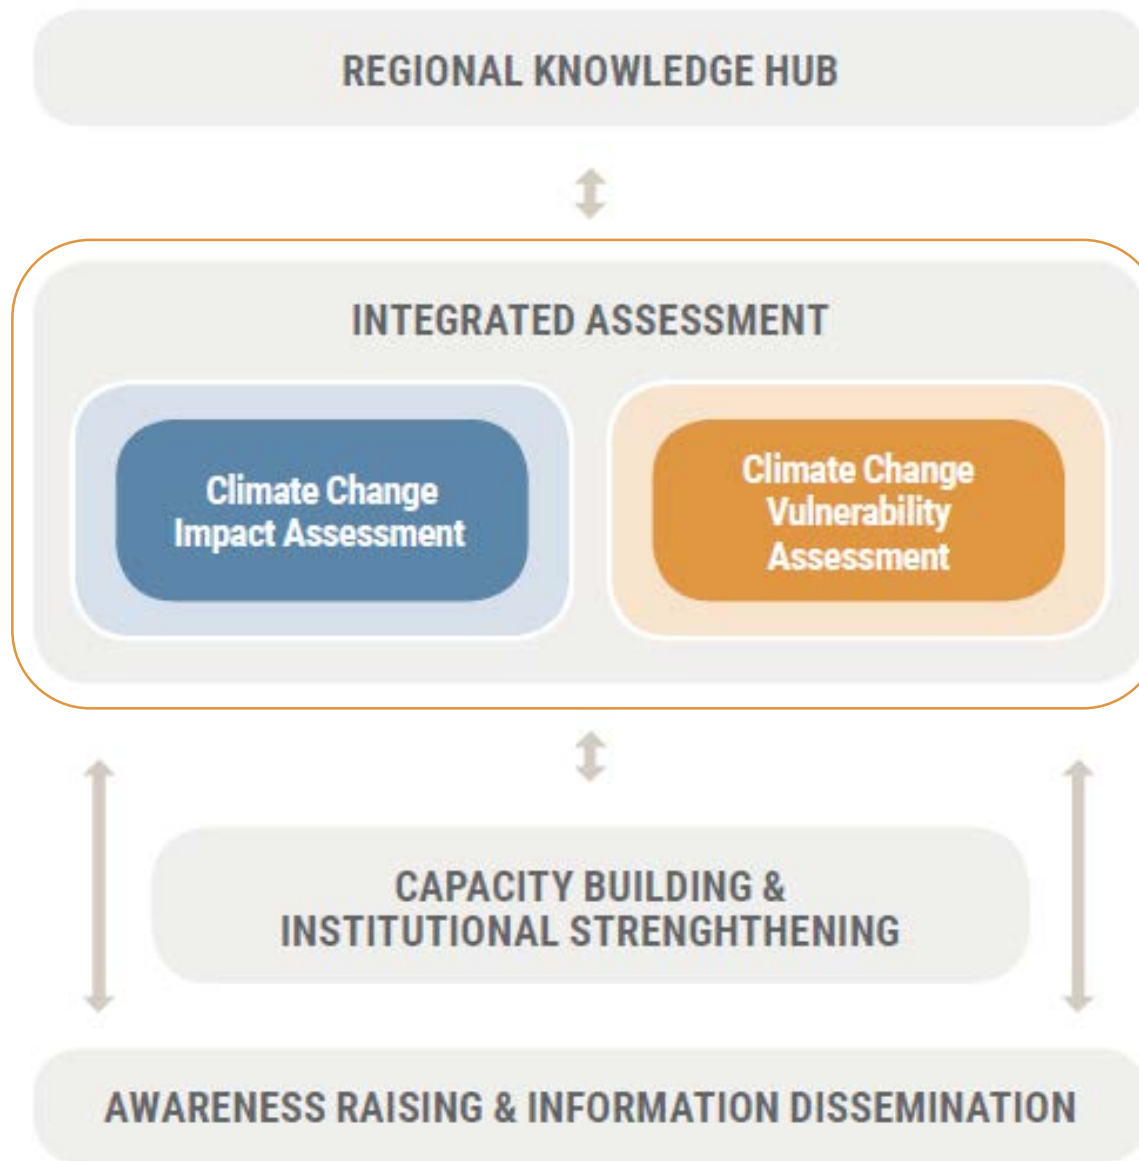 REGIONAL KNOWLEDGE HUB
INTEGRATED ASSESSMENT
Climate Change
Impact Assessment
Climate Change
Vulnerability
Assessment
CAPACITY BUILDING &
INSTITUTIONAL STRENGHTHENING
AWARENESS RAISING & INFORMATION DISSEMINATION